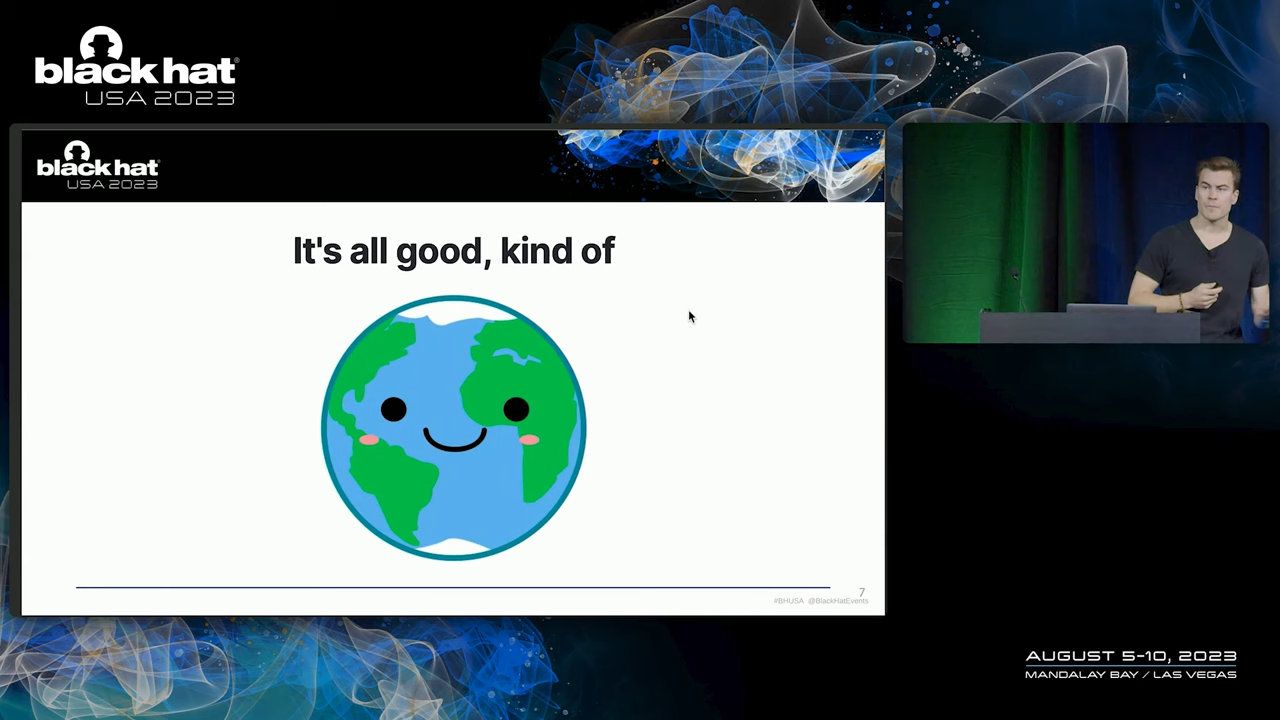 black hat®
USA 2023
black hat®
USA 2023
It's all good, kind of
7
#BHUSA @BlackHatEvents
AUGUST 5-10, 2023
MANDALAY BAY / LAS VEGAS